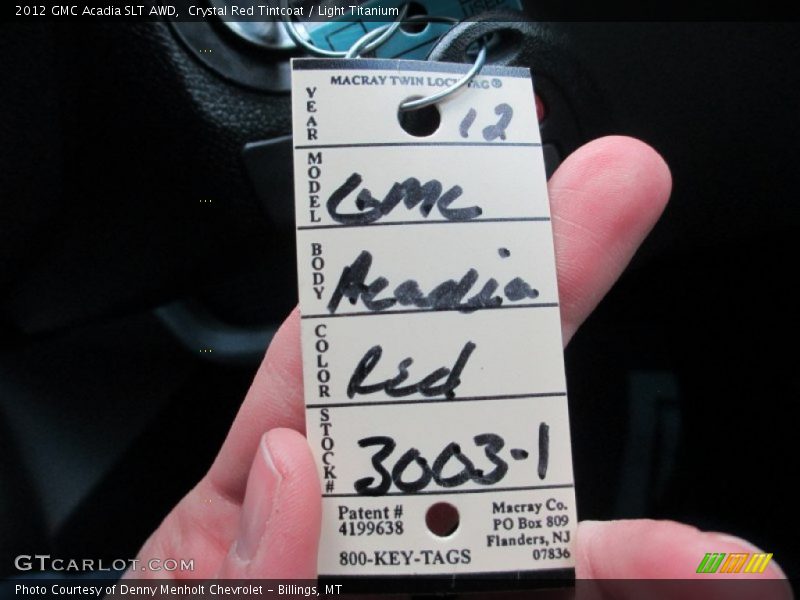 2012 GMC Acadia SLT AWD, Crystal Red Tintcoat / Light Titanium
MACRAY TWIN LOCK TAG ®
YEAR 12
MODEL GMC
BODY Acadia
COLOR Red
STOCK# 3003-1
Patent #
4199638
800-KEY-TAGS
Macray Co.
PO Box 809
Flanders, NJ
07836
GTCARLOT.COM
Photo Courtesy of Denny Menholt Chevrolet - Billings, MT